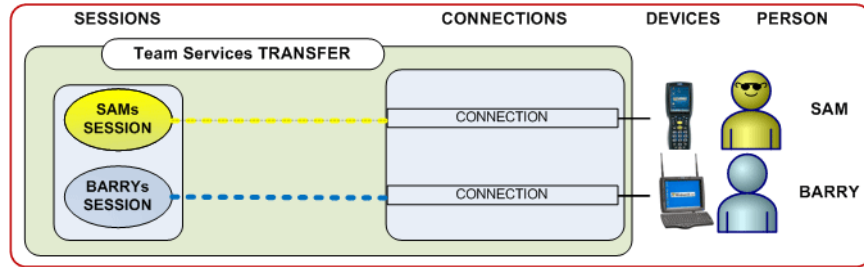 SESSIONS CONNECTIONS DEVICES PERSON
Team Services TRANSFER
SAMs
SESSION
CONNECTION
SAM
BARRYs
SESSION
CONNECTION
BARRY